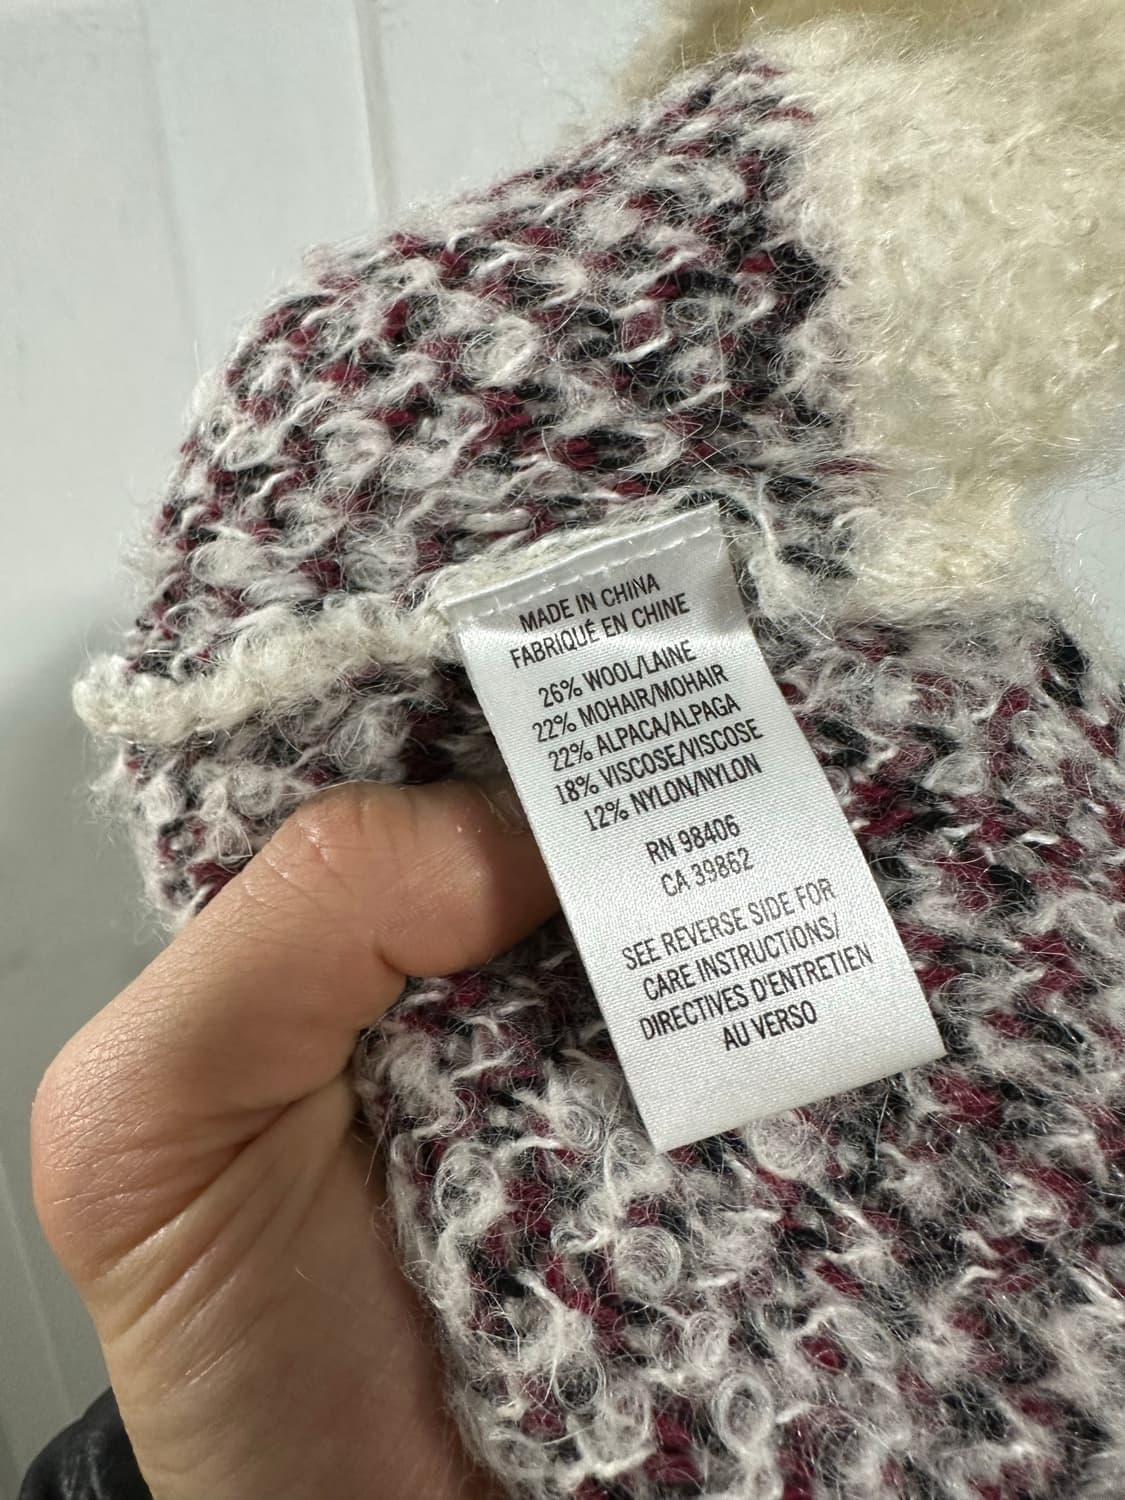 MADE IN CHINA
FABRIQUÉ EN CHINE
26% WOOL/LAINE
22% MOHAIR/MOHAIR
22% ALPACA/ALPAGA
18% VISCOSE/VISCOSE
12% NYLON/NYLON
RN 98406
CA 39862
SEE REVERSE SIDE FOR
CARE INSTRUCTIONS/
DIRECTIVES D'ENTRETIEN
AU VERSO